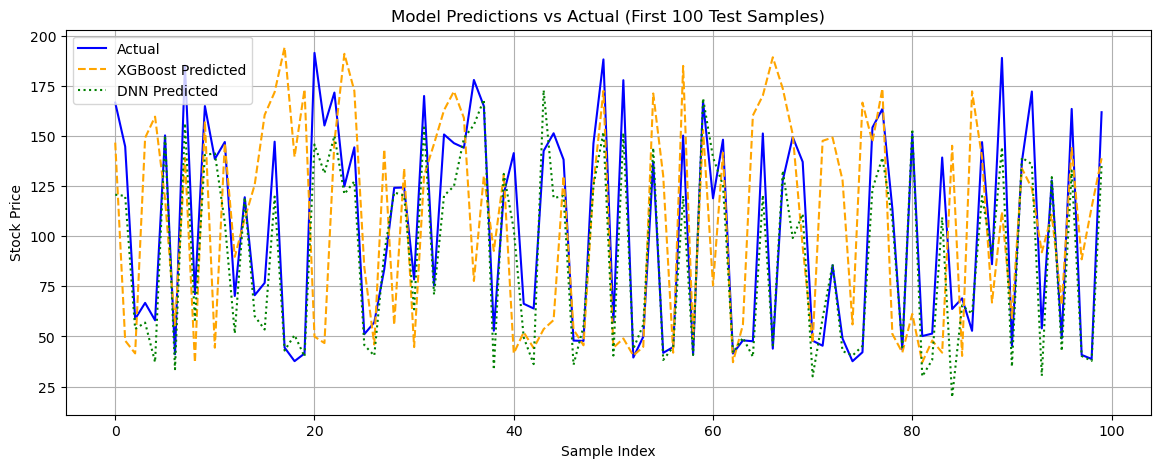 Model Predictions vs Actual (First 100 Test Samples)
Actual
XGBoost Predicted
DNN Predicted
Stock Price
200
175
150
125
100
75
50
25
0 20 40 60 80 100
Sample Index